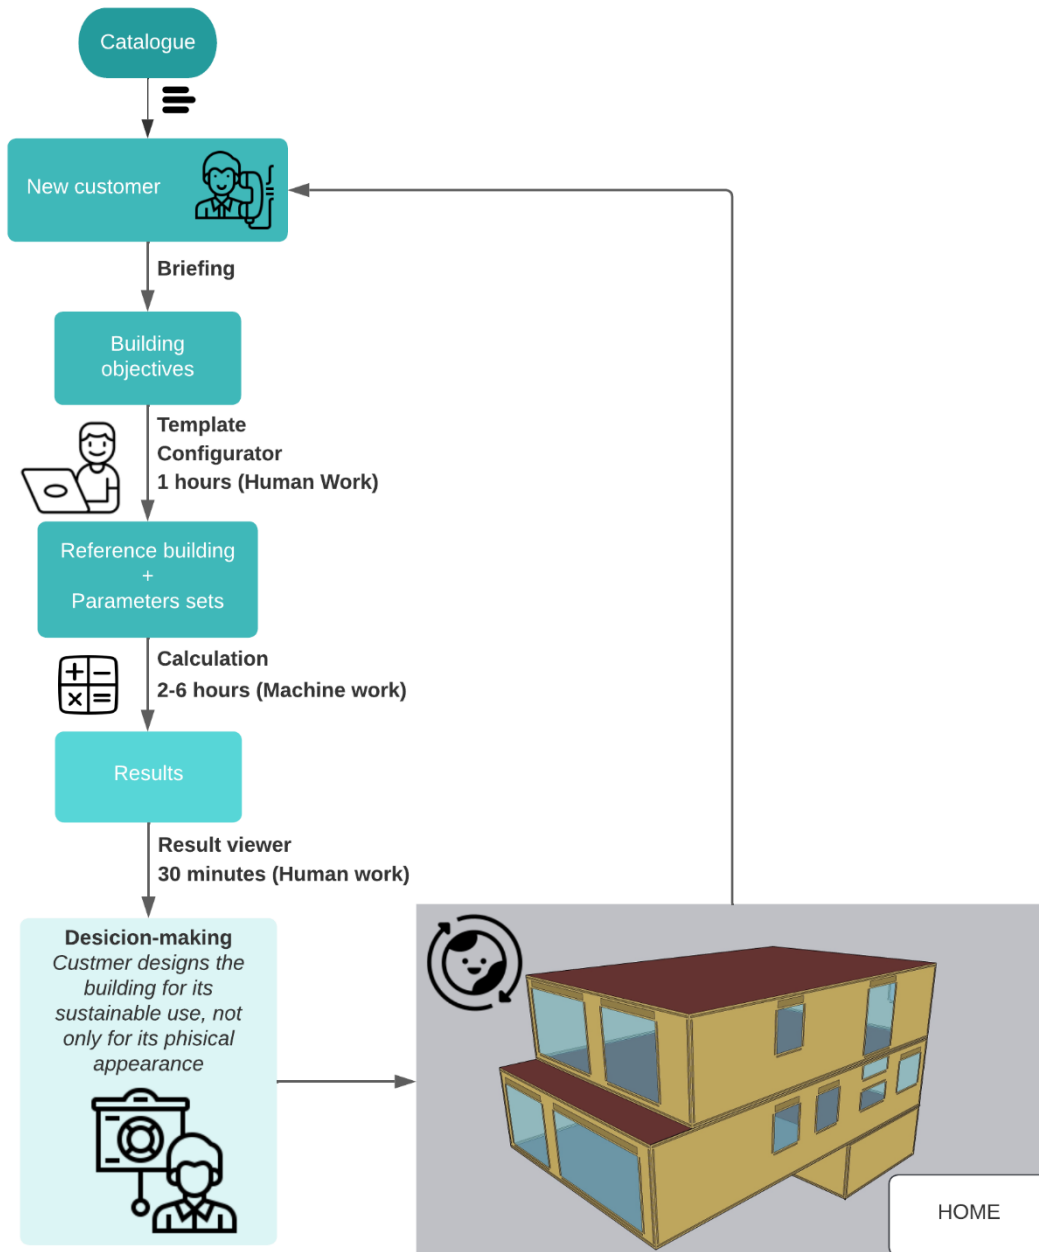 Catalogue
New customer
Briefing
Building
objectives
Template
Configurator
1 hours (Human Work)
Reference building
+
Parameters sets
Calculation
2-6 hours (Machine work)
Results
Result viewer
30 minutes (Human work)
Desicion-making
Custmer designs the
building for its
sustainable use, not
only for its phisical
appearance
HOME